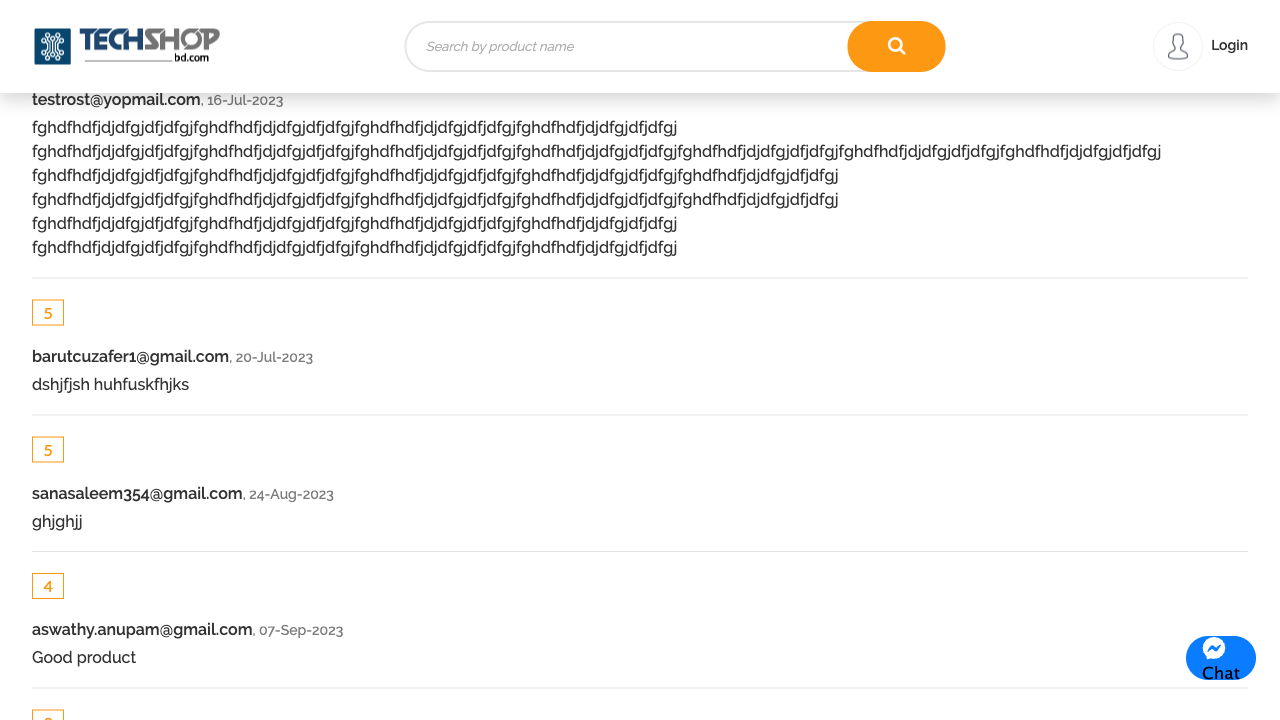 TECHSHOP
bd.com
Search by product name
Login
testrost@yopmail.com, 16-Jul-2023
fghdfhdfjdjdfgjdfjdfgjfghdfhdfjdjdfgjdfjdfgjfghdfhdfjdjdfgjdfjdfgjfghdfhdfjdjdfgjdfjdfgj
fghdfhdfjdjdfgjdfjdfgjfghdfhdfjdjdfgjdfjdfgjfghdfhdfjdjdfgjdfjdfgjfghdfhdfjdjdfgjdfjdfgjfghdfhdfjdjdfgjdfjdfgjfghdfhdfjdjdfgjdfjdfgjfghdfhdfjdjdfgjdfjdfgj
fghdfhdfjdjdfgjdfjdfgjfghdfhdfjdjdfgjdfjdfgjfghdfhdfjdjdfgjdfjdfgjfghdfhdfjdjdfgjdfjdfgjfghdfhdfjdjdfgjdfjdfgj
fghdfhdfjdjdfgjdfjdfgjfghdfhdfjdjdfgjdfjdfgjfghdfhdfjdjdfgjdfjdfgjfghdfhdfjdjdfgjdfjdfgjfghdfhdfjdjdfgjdfjdfgj
fghdfhdfjdjdfgjdfjdfgjfghdfhdfjdjdfgjdfjdfgjfghdfhdfjdjdfgjdfjdfgjfghdfhdfjdjdfgjdfjdfgj
fghdfhdfjdjdfgjdfjdfgjfghdfhdfjdjdfgjdfjdfgjfghdfhdfjdjdfgjdfjdfgjfghdfhdfjdjdfgjdfjdfgj
5
barutcuzafer1@gmail.com, 20-Jul-2023
dshjfjsh huhfuskfhjks
5
sanasaleem354@gmail.com, 24-Aug-2023
ghjghjj
4
aswathy.anupam@gmail.com, 07-Sep-2023
Good product
Chat